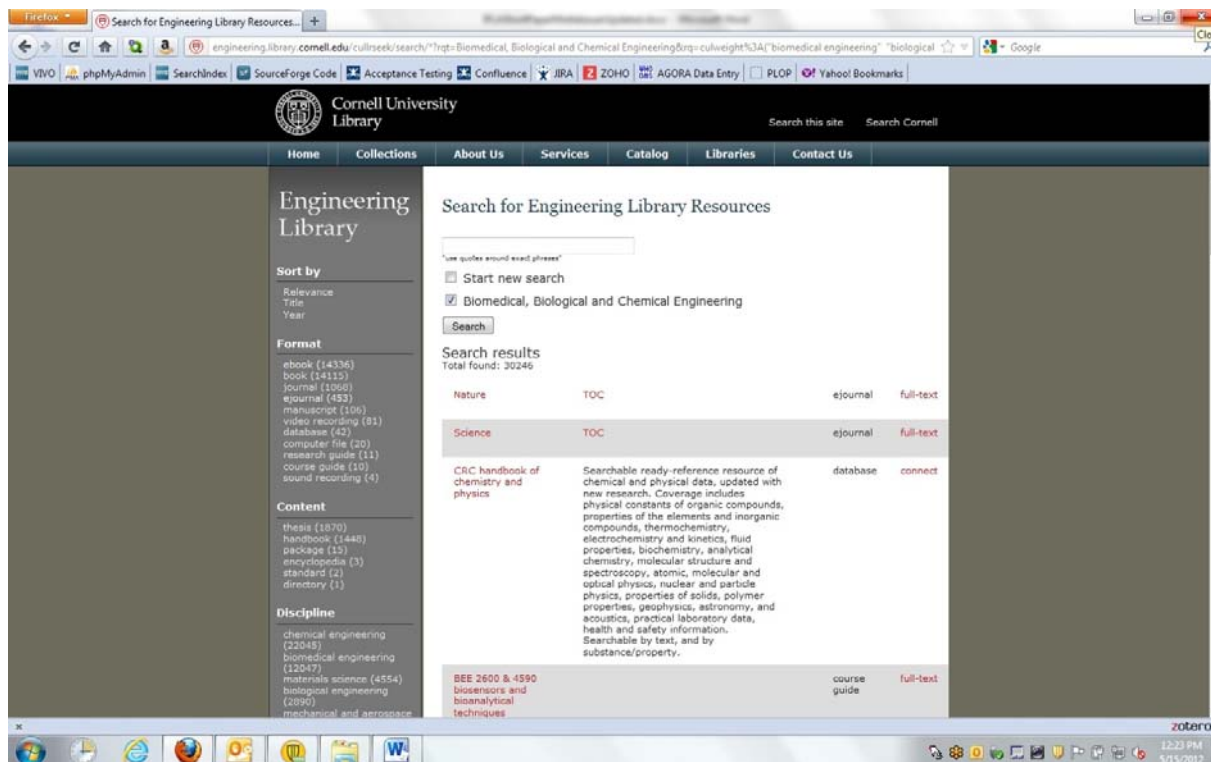 Firefox
Search for Engineering Library Resources... +
engineering.library.cornell.edu/cullrseek/search/*?rqt=Biomedical, Biological and Chemical Engineering&rq=culweight%3A("biomedical engineering" "biological
Google
Clo
VIVO phpMyAdmin SearchIndex SourceForge Code Acceptance Testing Confluence JIRA ZOHO AGORA Data Entry PLOP Yahoo! Bookmarks
Cornell University
Library
Search this site Search Cornell
Home Collections About Us Services Catalog Libraries Contact Us
Engineering
Library
Sort by
Relevance
Title
Year
Format
ebook (14336)
book (14115)
journal (1068)
ejournal (453)
manuscript (106)
video recording (81)
database (42)
computer file (20)
research guide (11)
course guide (10)
sound recording (4)
Content
thesis (1870)
handbook (1448)
package (15)
encyclopedia (3)
standard (2)
directory (1)
Discipline
chemical engineering
(22045)
biomedical engineering
(12047)
materials science (4554)
biological engineering
(2890)
mechanical and aerospace
Search for Engineering Library Resources
"use quotes around exact phrases"
Start new search
Biomedical, Biological and Chemical Engineering
Search
Search results
Total found: 30246
Nature TOC ejournal full-text
Science TOC ejournal full-text
CRC handbook of
chemistry and
physics
Searchable ready-reference resource of
chemical and physical data, updated with
new research. Coverage includes
physical constants of organic compounds,
properties of the elements and inorganic
compounds, thermochemistry,
electrochemistry and kinetics, fluid
properties, biochemistry, analytical
chemistry, molecular structure and
spectroscopy, atomic, molecular and
optical physics, nuclear and particle
physics, properties of solids, polymer
properties, geophysics, astronomy, and
acoustics, practical laboratory data,
health and safety information.
Searchable by text, and by
substance/property.
database connect
BEE 2600 & 4590
biosensors and
bioanalytical
techniques
course
guide
full-text
zotero
12:23 PM
5/15/2012